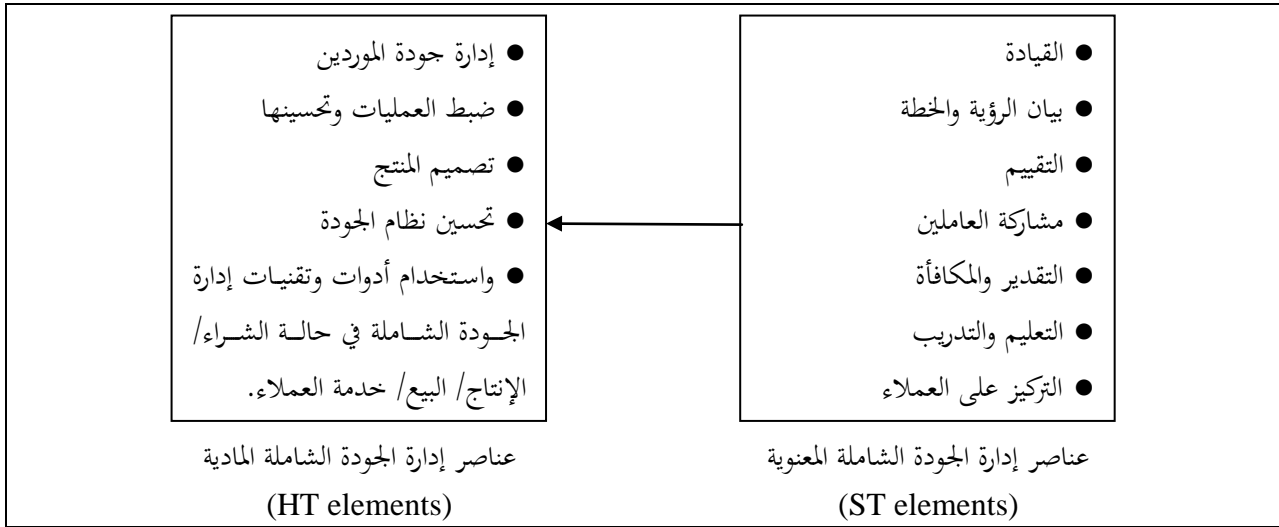 ● القيادة
● بيان الرؤية والخطة
● التقييم
● مشاركة العاملين
● التقدير والمكافأة
● التعليم والتدريب
● التركيز على العملاء
عناصر إدارة الجودة الشاملة المعنوية
(ST elements)
● إدارة جودة الموردين
● ضبط العمليات وتحسينها
● تصميم المنتج
● تحسين نظام الجودة
● واستخدام أدوات وتقنيات إدارة
الجودة الشاملة في حالة الشراء/
الإنتاج/ البيع/ خدمة العملاء.
عناصر إدارة الجودة الشاملة المادية
(HT elements)